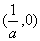 (1/a, 0)